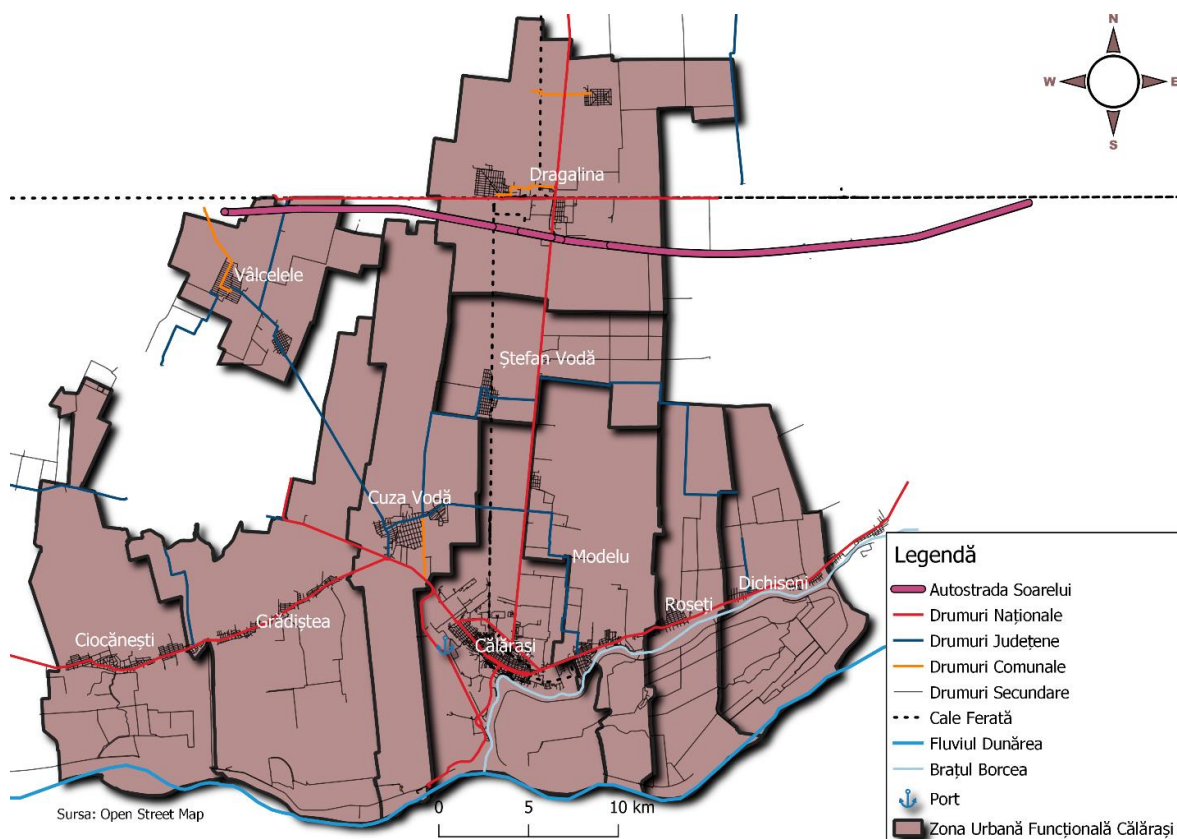 N
W
E
S
Dragalina
Vâlcelele
Ștefan Vodă
Cuza Vodă
Modelu
Dichiseni
Roseti
Grădiștea
Ciocănești
Călărași
Legendă
Autostrada Soarelui
Drumuri Naționale
Drumuri Județene
Drumuri Comunale
Drumuri Secundare
Cale Ferată
Fluviul Dunărea
Brațul Borcea
Port
Zona Urbană Funcțională Călărași
Sursa: Open Street Map
0 5 10 km